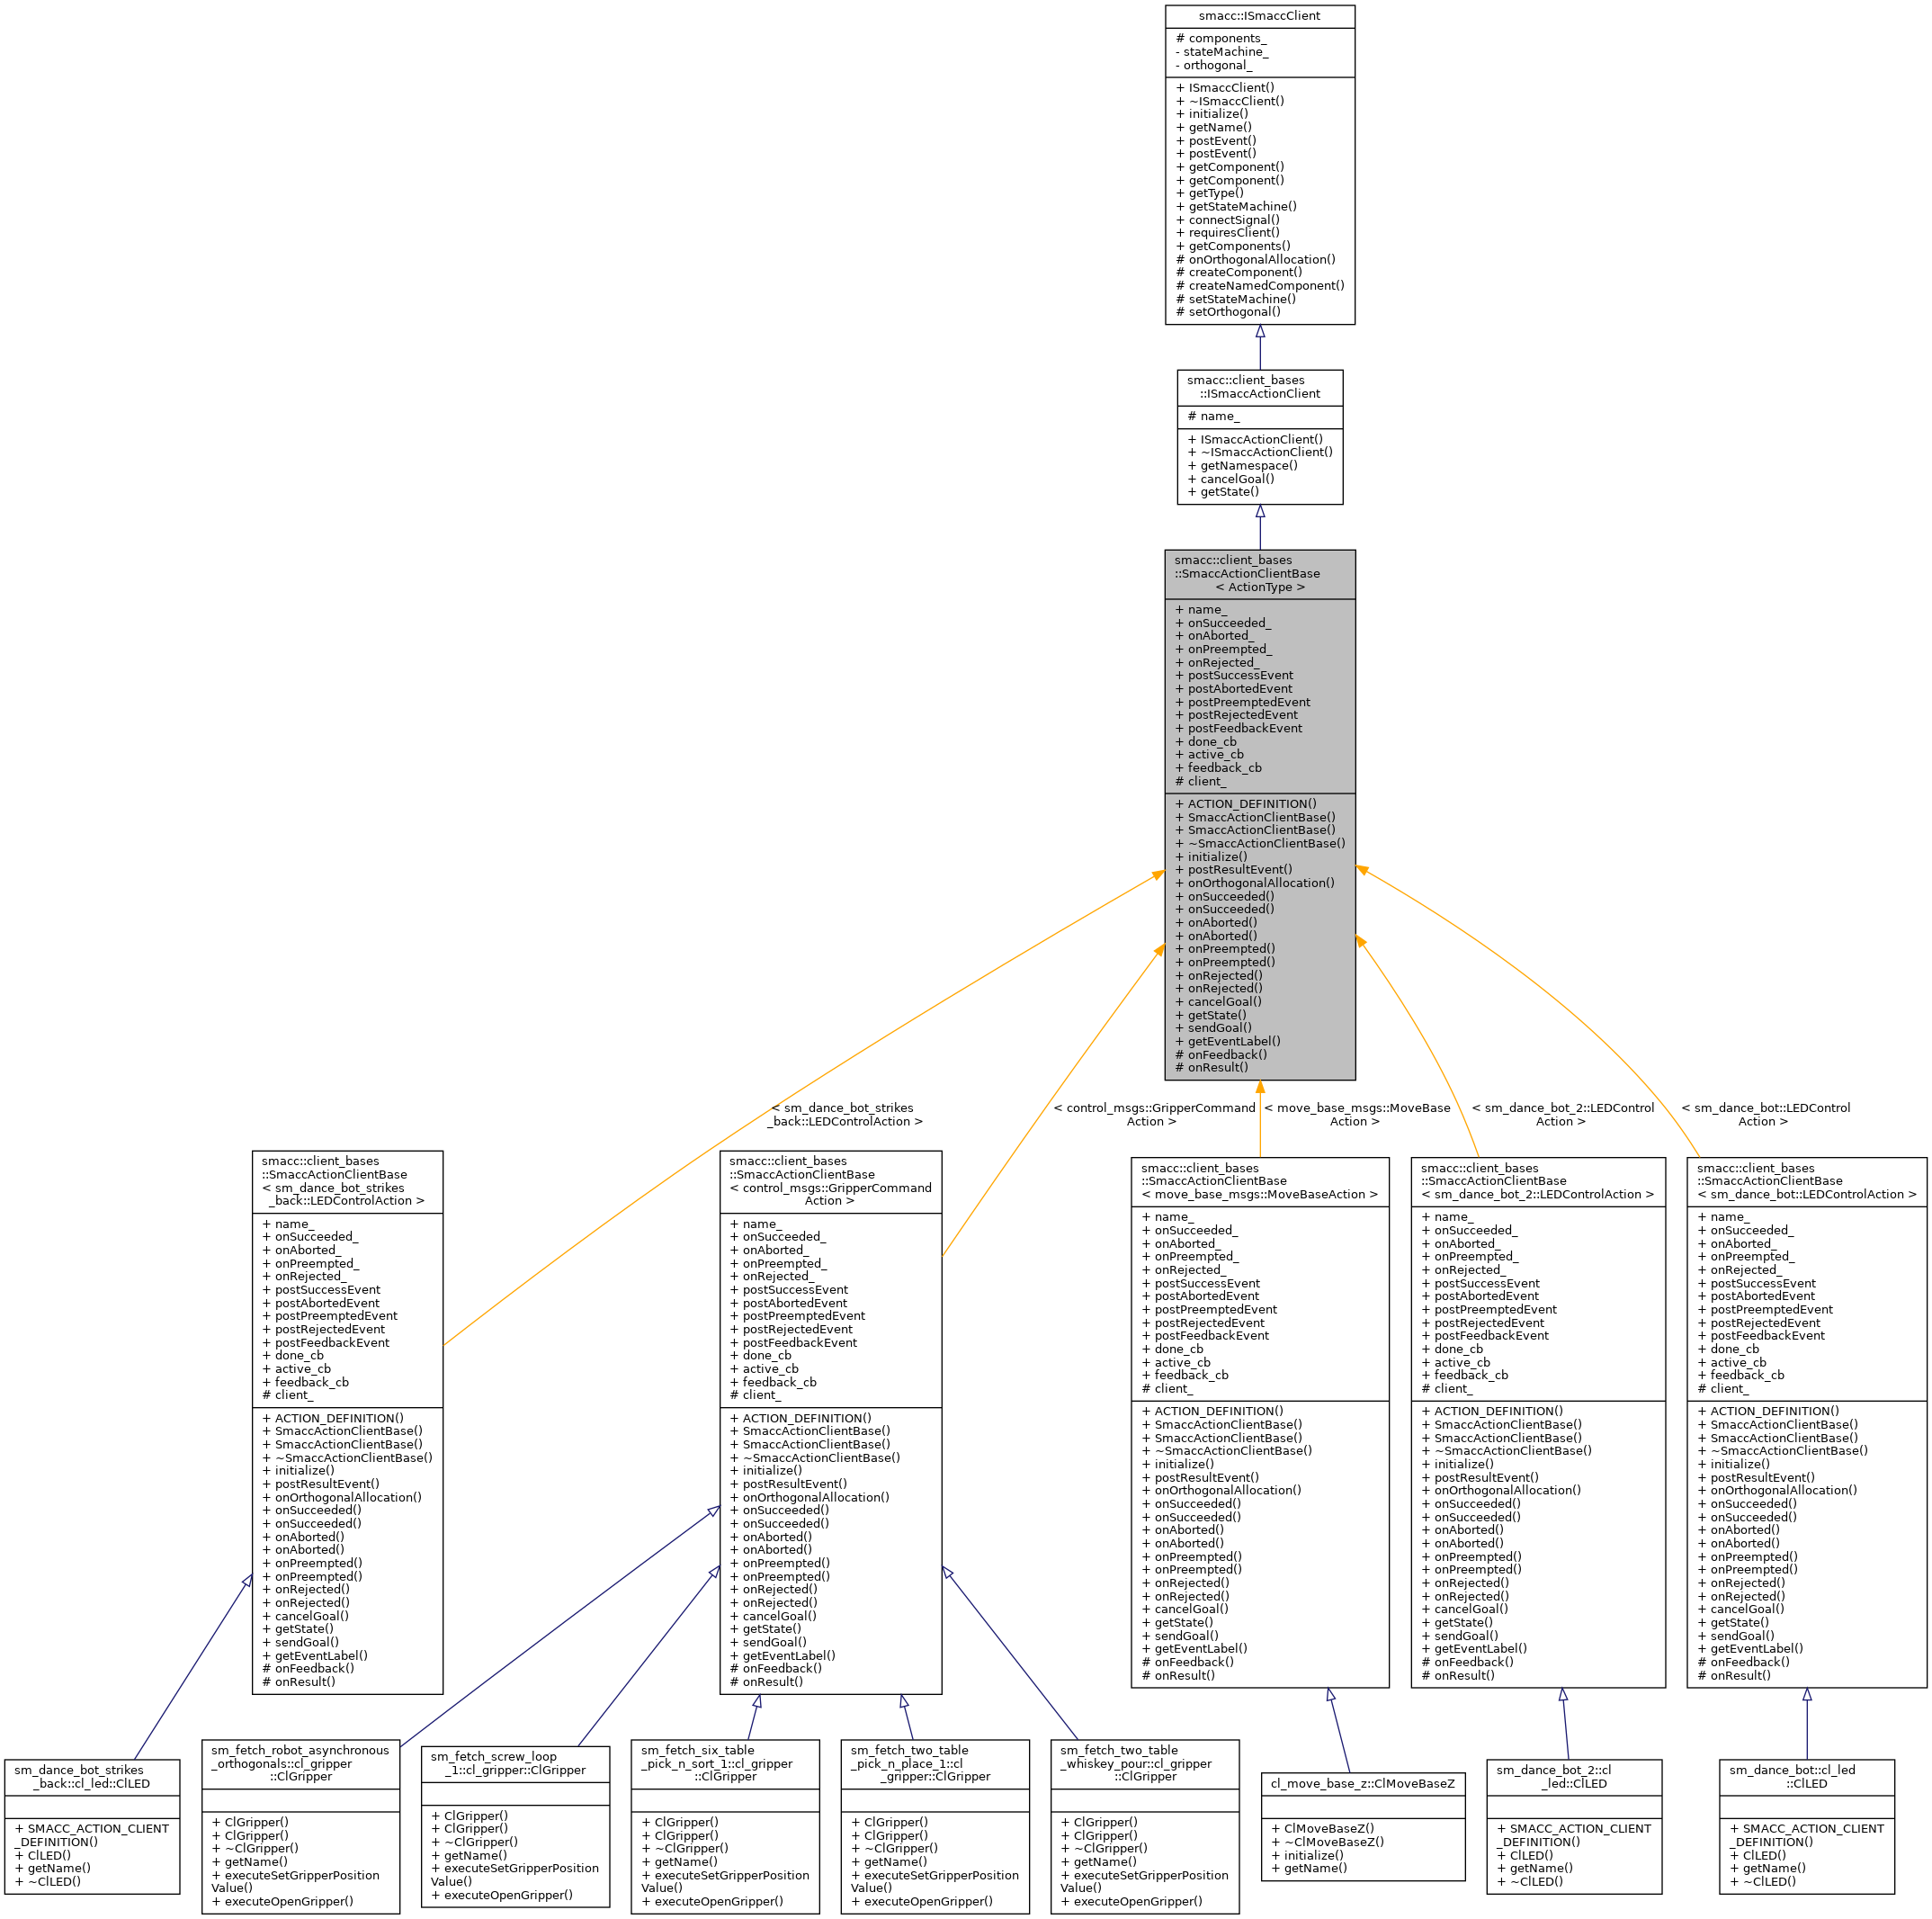 smacc::ISmaccClient
# components_
- stateMachine_
- orthogonal_
+ ISmaccClient()
+ ~ISmaccClient()
+ initialize()
+ getName()
+ postEvent()
+ postEvent()
+ getComponent()
+ getComponent()
+ getType()
+ getStateMachine()
+ connectSignal()
+ requiresClient()
+ getComponents()
# onOrthogonalAllocation()
# createComponent()
# createNamedComponent()
# setStateMachine()
# setOrthogonal()
smacc::client_bases
::ISmaccActionClient
# name_
+ ISmaccActionClient()
+ ~ISmaccActionClient()
+ getNamespace()
+ cancelGoal()
+ getState()
smacc::client_bases
::SmaccActionClientBase
< ActionType >
+ name_
+ onSucceeded_
+ onAborted_
+ onPreempted_
+ onRejected_
+ postSuccessEvent
+ postAbortedEvent
+ postPreemptedEvent
+ postRejectedEvent
+ postFeedbackEvent
+ done_cb
+ active_cb
+ feedback_cb
# client_
+ ACTION_DEFINITION()
+ SmaccActionClientBase()
+ SmaccActionClientBase()
+ ~SmaccActionClientBase()
+ initialize()
+ postResultEvent()
+ onOrthogonalAllocation()
+ onSucceeded()
+ onSucceeded()
+ onAborted()
+ onAborted()
+ onPreempted()
+ onPreempted()
+ onRejected()
+ onRejected()
+ cancelGoal()
+ getState()
+ sendGoal()
+ getEventLabel()
# onFeedback()
# onResult()
< sm_dance_bot_strikes
_back::LEDControlAction >
< control_msgs::GripperCommand
Action >
< move_base_msgs::MoveBase
Action >
< sm_dance_bot_2::LEDControl
Action >
< sm_dance_bot::LEDControl
Action >
smacc::client_bases
::SmaccActionClientBase
< sm_dance_bot_strikes
_back::LEDControlAction >
+ name_
+ onSucceeded_
+ onAborted_
+ onPreempted_
+ onRejected_
+ postSuccessEvent
+ postAbortedEvent
+ postPreemptedEvent
+ postRejectedEvent
+ postFeedbackEvent
+ done_cb
+ active_cb
+ feedback_cb
# client_
+ ACTION_DEFINITION()
+ SmaccActionClientBase()
+ SmaccActionClientBase()
+ ~SmaccActionClientBase()
+ initialize()
+ postResultEvent()
+ onOrthogonalAllocation()
+ onSucceeded()
+ onSucceeded()
+ onAborted()
+ onAborted()
+ onPreempted()
+ onPreempted()
+ onRejected()
+ onRejected()
+ cancelGoal()
+ getState()
+ sendGoal()
+ getEventLabel()
# onFeedback()
# onResult()
smacc::client_bases
::SmaccActionClientBase
< control_msgs::GripperCommand
Action >
+ name_
+ onSucceeded_
+ onAborted_
+ onPreempted_
+ onRejected_
+ postSuccessEvent
+ postAbortedEvent
+ postPreemptedEvent
+ postRejectedEvent
+ postFeedbackEvent
+ done_cb
+ active_cb
+ feedback_cb
# client_
+ ACTION_DEFINITION()
+ SmaccActionClientBase()
+ SmaccActionClientBase()
+ ~SmaccActionClientBase()
+ initialize()
+ postResultEvent()
+ onOrthogonalAllocation()
+ onSucceeded()
+ onSucceeded()
+ onAborted()
+ onAborted()
+ onPreempted()
+ onPreempted()
+ onRejected()
+ onRejected()
+ cancelGoal()
+ getState()
+ sendGoal()
+ getEventLabel()
# onFeedback()
# onResult()
smacc::client_bases
::SmaccActionClientBase
< move_base_msgs::MoveBaseAction >
+ name_
+ onSucceeded_
+ onAborted_
+ onPreempted_
+ onRejected_
+ postSuccessEvent
+ postAbortedEvent
+ postPreemptedEvent
+ postRejectedEvent
+ postFeedbackEvent
+ done_cb
+ active_cb
+ feedback_cb
# client_
+ ACTION_DEFINITION()
+ SmaccActionClientBase()
+ SmaccActionClientBase()
+ ~SmaccActionClientBase()
+ initialize()
+ postResultEvent()
+ onOrthogonalAllocation()
+ onSucceeded()
+ onSucceeded()
+ onAborted()
+ onAborted()
+ onPreempted()
+ onPreempted()
+ onRejected()
+ onRejected()
+ cancelGoal()
+ getState()
+ sendGoal()
+ getEventLabel()
# onFeedback()
# onResult()
smacc::client_bases
::SmaccActionClientBase
< sm_dance_bot_2::LEDControlAction >
+ name_
+ onSucceeded_
+ onAborted_
+ onPreempted_
+ onRejected_
+ postSuccessEvent
+ postAbortedEvent
+ postPreemptedEvent
+ postRejectedEvent
+ postFeedbackEvent
+ done_cb
+ active_cb
+ feedback_cb
# client_
+ ACTION_DEFINITION()
+ SmaccActionClientBase()
+ SmaccActionClientBase()
+ ~SmaccActionClientBase()
+ initialize()
+ postResultEvent()
+ onOrthogonalAllocation()
+ onSucceeded()
+ onSucceeded()
+ onAborted()
+ onAborted()
+ onPreempted()
+ onPreempted()
+ onRejected()
+ onRejected()
+ cancelGoal()
+ getState()
+ sendGoal()
+ getEventLabel()
# onFeedback()
# onResult()
smacc::client_bases
::SmaccActionClientBase
< sm_dance_bot::LEDControlAction >
+ name_
+ onSucceeded_
+ onAborted_
+ onPreempted_
+ onRejected_
+ postSuccessEvent
+ postAbortedEvent
+ postPreemptedEvent
+ postRejectedEvent
+ postFeedbackEvent
+ done_cb
+ active_cb
+ feedback_cb
# client_
+ ACTION_DEFINITION()
+ SmaccActionClientBase()
+ SmaccActionClientBase()
+ ~SmaccActionClientBase()
+ initialize()
+ postResultEvent()
+ onOrthogonalAllocation()
+ onSucceeded()
+ onSucceeded()
+ onAborted()
+ onAborted()
+ onPreempted()
+ onPreempted()
+ onRejected()
+ onRejected()
+ cancelGoal()
+ getState()
+ sendGoal()
+ getEventLabel()
# onFeedback()
# onResult()
sm_dance_bot_strikes
_back::cl_led::ClLED
+ SMACC_ACTION_CLIENT
_DEFINITION()
+ ClLED()
+ getName()
+ ~ClLED()
sm_fetch_robot_asynchronous
_orthogonals::cl_gripper
::ClGripper
+ ClGripper()
+ ClGripper()
+ ~ClGripper()
+ getName()
+ executeSetGripperPosition
Value()
+ executeOpenGripper()
sm_fetch_screw_loop
_1::cl_gripper::ClGripper
+ ClGripper()
+ ClGripper()
+ ~ClGripper()
+ getName()
+ executeSetGripperPosition
Value()
+ executeOpenGripper()
sm_fetch_six_table
_pick_n_sort_1::cl_gripper
::ClGripper
+ ClGripper()
+ ClGripper()
+ ~ClGripper()
+ getName()
+ executeSetGripperPosition
Value()
+ executeOpenGripper()
sm_fetch_two_table
_pick_n_place_1::cl
_gripper::ClGripper
+ ClGripper()
+ ClGripper()
+ ~ClGripper()
+ getName()
+ executeSetGripperPosition
Value()
+ executeOpenGripper()
sm_fetch_two_table
_whiskey_pour::cl_gripper
::ClGripper
+ ClGripper()
+ ClGripper()
+ ~ClGripper()
+ getName()
+ executeSetGripperPosition
Value()
+ executeOpenGripper()
cl_move_base_z::ClMoveBaseZ
+ ClMoveBaseZ()
+ ~ClMoveBaseZ()
+ initialize()
+ getName()
sm_dance_bot_2::cl
_led::ClLED
+ SMACC_ACTION_CLIENT
_DEFINITION()
+ ClLED()
+ getName()
+ ~ClLED()
sm_dance_bot::cl_led
::ClLED
+ SMACC_ACTION_CLIENT
_DEFINITION()
+ ClLED()
+ getName()
+ ~ClLED()